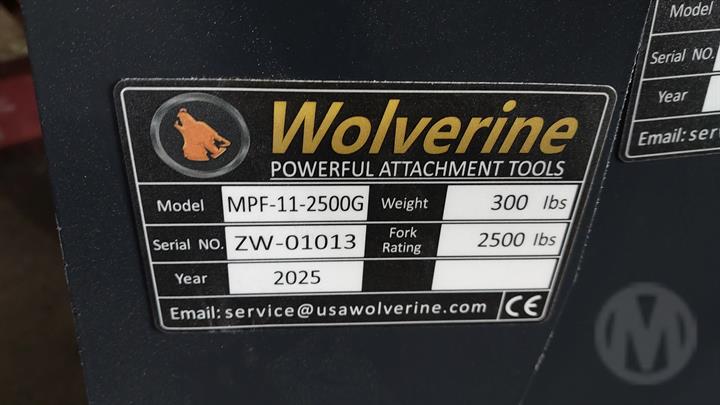 Wolverine
POWERFUL ATTACHMENT TOOLS
Model MPF-11-2500G Weight 300 lbs
Serial NO. ZW-01013 Fork Rating 2500 lbs
Year 2025
Email: service@usawolverine.com CE
Model
Serial NO.
Year
Email: ser
M